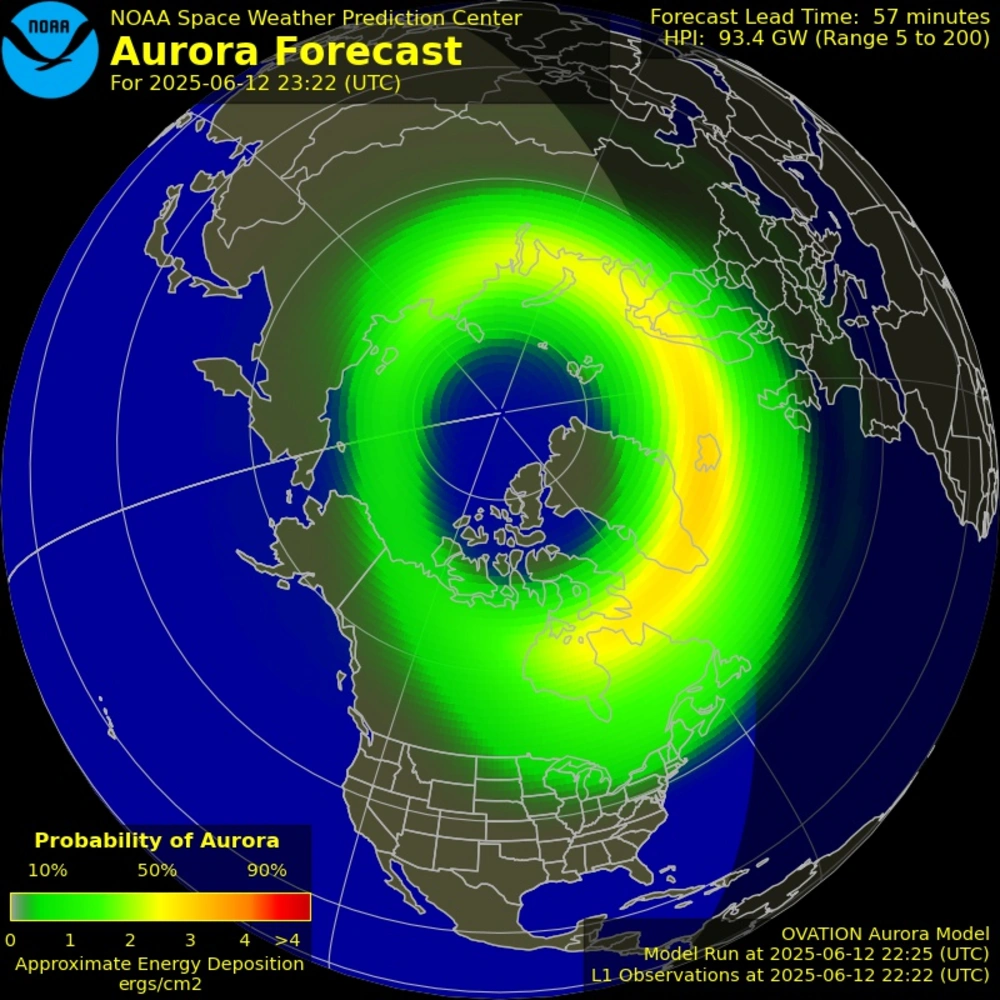 NOAA
NOAA Space Weather Prediction Center
Aurora Forecast
For 2025-06-12 23:22 (UTC)
Forecast Lead Time: 57 minutes
HPI: 93.4 GW (Range 5 to 200)
Probability of Aurora
10% 50% 90%
0 1 2 3 4 >4
Approximate Energy Deposition
ergs/cm2
OVATION Aurora Model
Model Run at 2025-06-12 22:25 (UTC)
L1 Observations at 2025-06-12 22:22 (UTC)